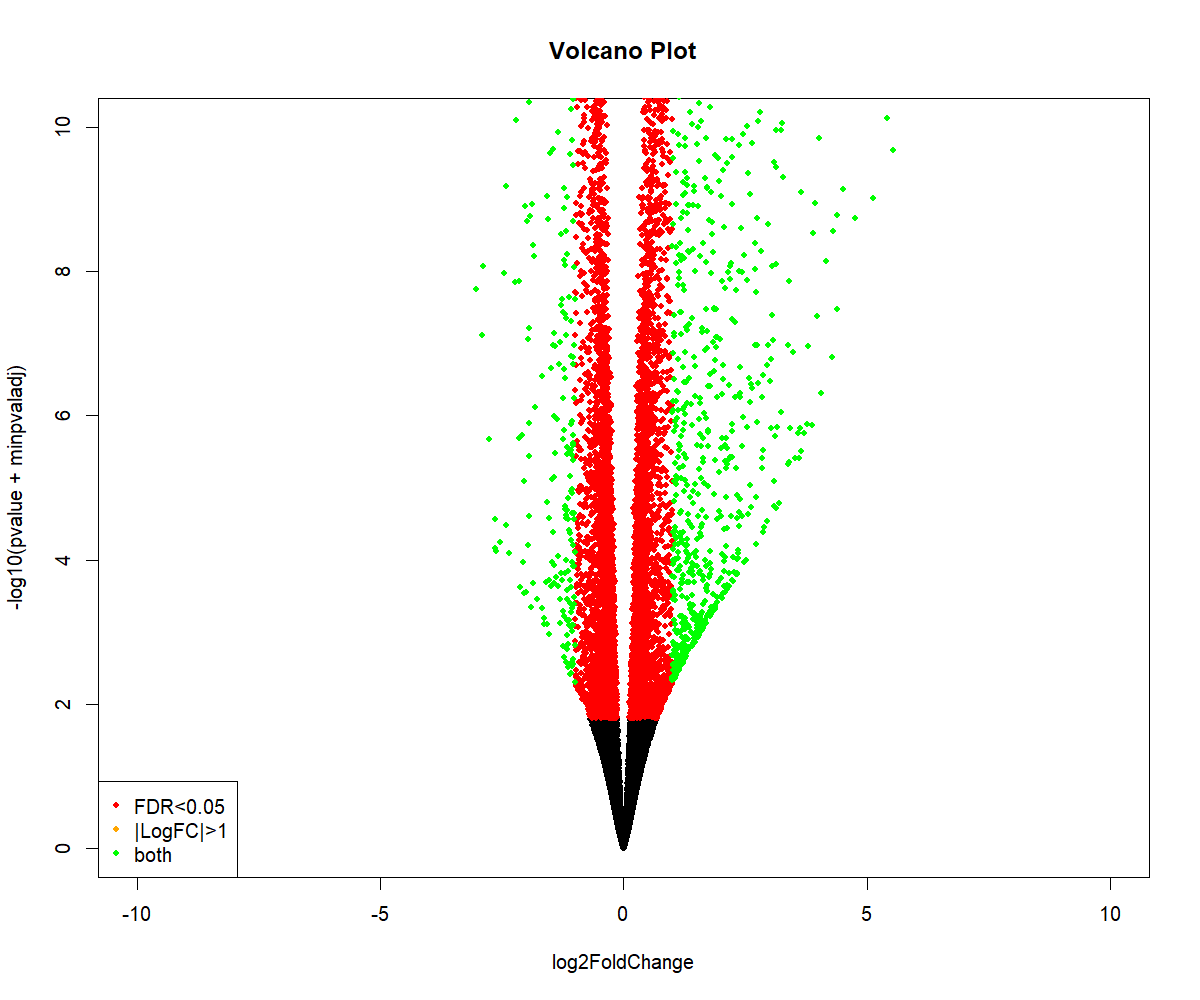 Volcano Plot
-log10(pvalue + minpvaladj)
10
8
6
4
2
0
FDR<0.05
|LogFC|>1
both
-10
-5
0
5
10
log2FoldChange